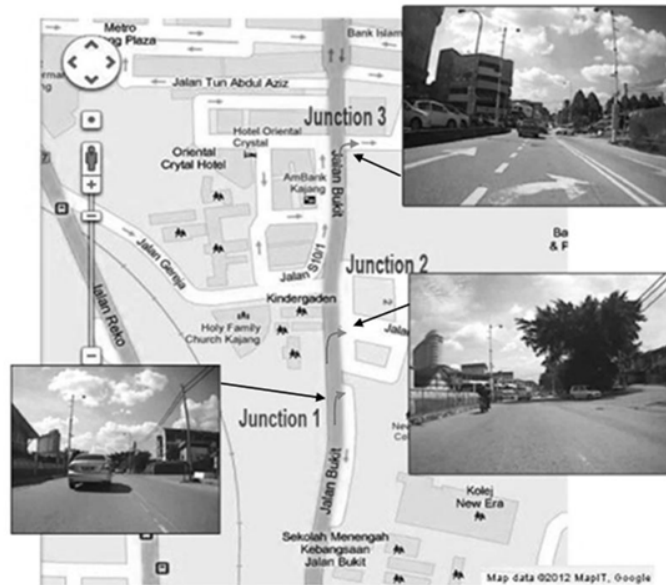 Metro
Plaza
Bank Islam
Jalan Tun Abdul Aziz
Junction 3
Hotel Oriental
Crystal
Oriental
Crytal Hotel
AmBank
Kajang
Jalan Bukit
Jalan Gereja
Jalan S10/1
Junction 2
Kindergaden
Jalan Reko
Holy Family
Church Kajang
Jala
Junction 1
Jalan Bukit
Kolej
New Era
Sekolah Menengah
Kebangsaan
Jalan Bukit
Map data ©2012 MapIT, Google